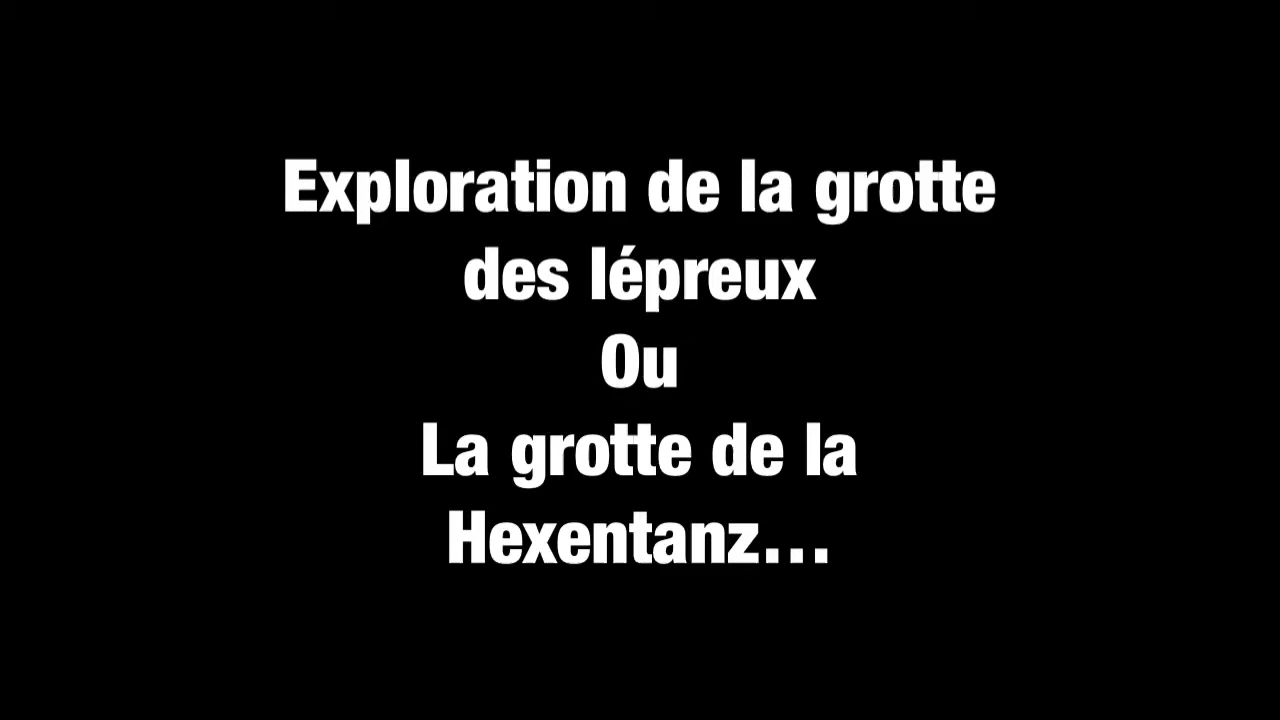 Exploration de la grotte
des lépreux
Ou
La grotte de la
Hexentanz...